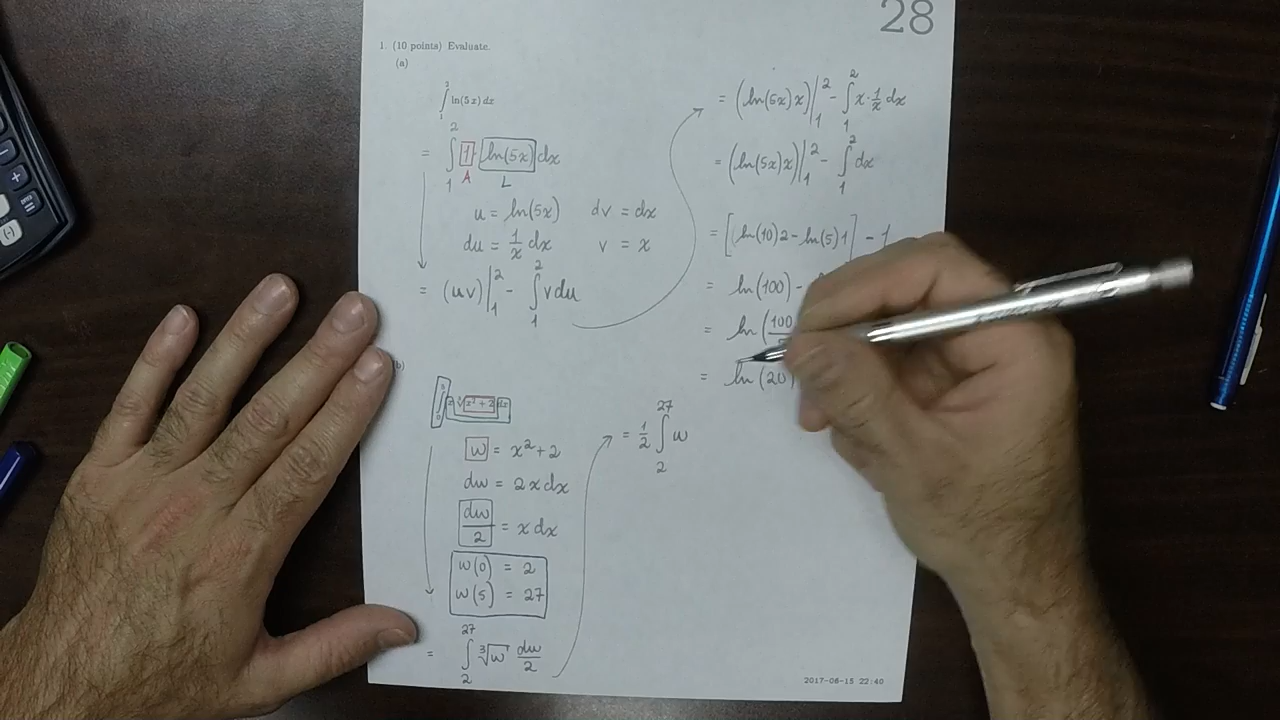 28
1. (10 points) Evaluate.
(a)
∫ ln(5x) dx
= ∫₁² 1 · ln(5x) dx
A L
u = ln(5x) dv = dx
du = 1/x dx v = x
= (uv)|₁² - ∫₁² v du
= (ln(5x)x)|₁² - ∫₁² x · 1/x dx
= (ln(5x)x)|₁² - ∫₁² dx
= [ln(10)2 - ln(5)1] - 1
= ln(100) -
= ln(100
= ln(20)
b)
w = x² + 2
dw = 2x dx
dw/2 = x dx
w(0) = 2
w(5) = 27
= ∫₂²⁷ ∛w dw/2
= 1/2 ∫₂²⁷ w
2017-06-15 22:40